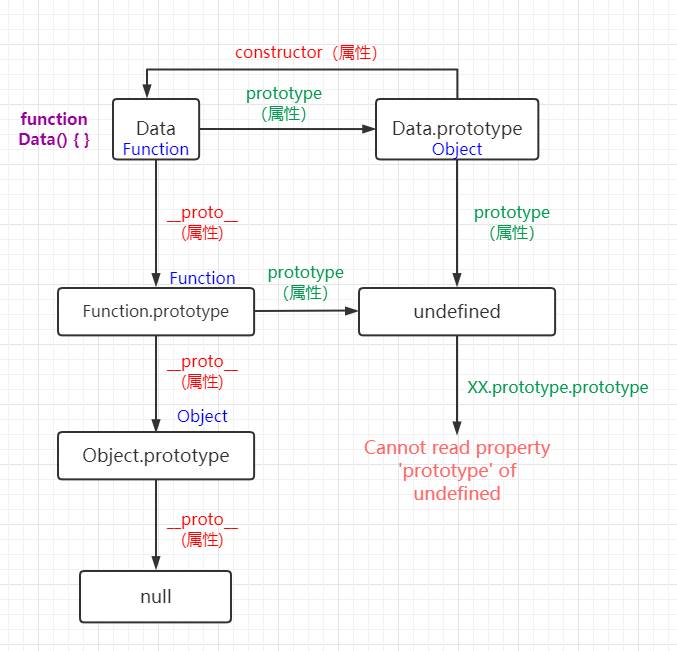 constructor（属性）
prototype
（属性）
function
Data() { }
Data
Function
Data.prototype
Object
__proto__
(属性)
prototype
（属性）
Function
prototype
（属性）
Function.prototype
undefined
__proto__
(属性)
XX.prototype.prototype
Object
Object.prototype
Cannot read property
'prototype' of
undefined
__proto__
(属性)
null